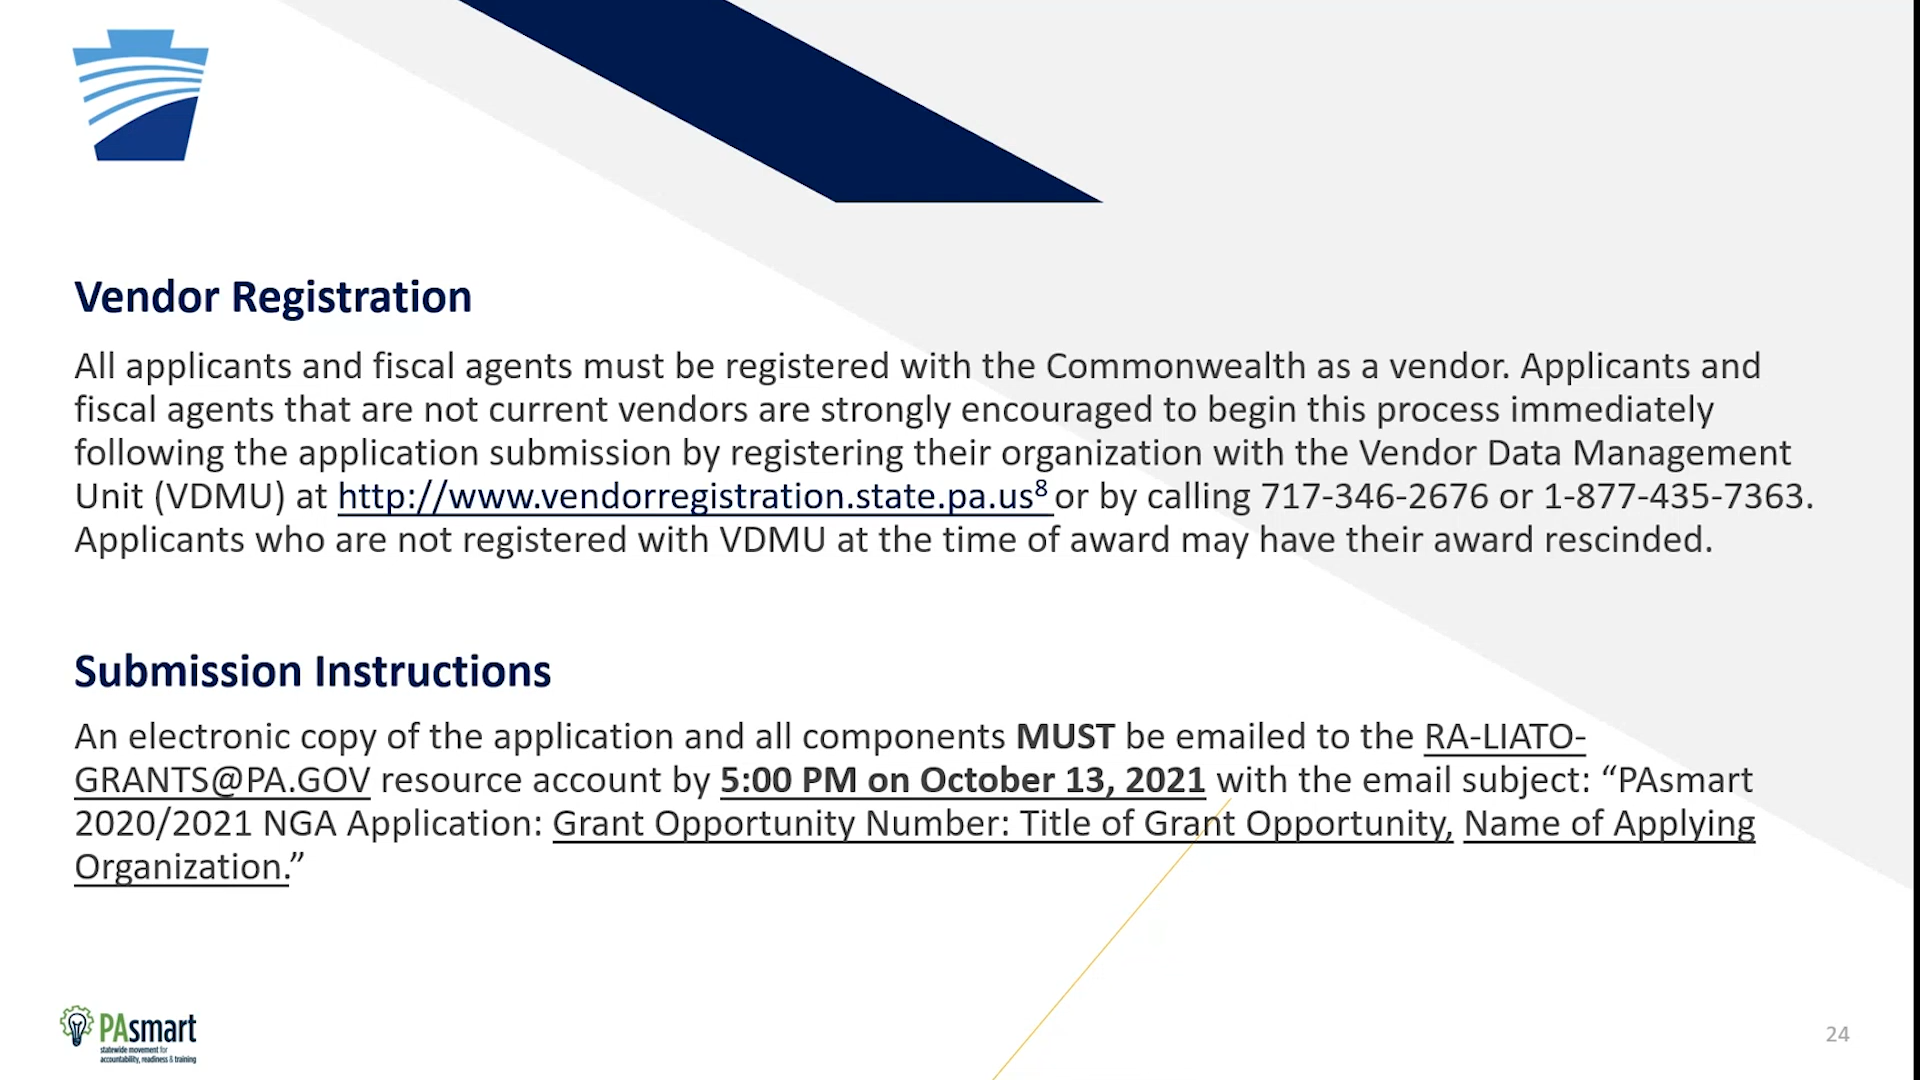 Vendor Registration
All applicants and fiscal agents must be registered with the Commonwealth as a vendor. Applicants and
fiscal agents that are not current vendors are strongly encouraged to begin this process immediately
following the application submission by registering their organization with the Vendor Data Management
Unit (VDMU) at http://www.vendorregistration.state.pa.us⁸ or by calling 717-346-2676 or 1-877-435-7363.
Applicants who are not registered with VDMU at the time of award may have their award rescinded.
Submission Instructions
An electronic copy of the application and all components MUST be emailed to the RA-LIATO-
GRANTS@PA.GOV resource account by 5:00 PM on October 13, 2021 with the email subject: “PAsmart
2020/2021 NGA Application: Grant Opportunity Number: Title of Grant Opportunity, Name of Applying
Organization.”
PAsmart
statewide movement for
accountability, readiness & training
24